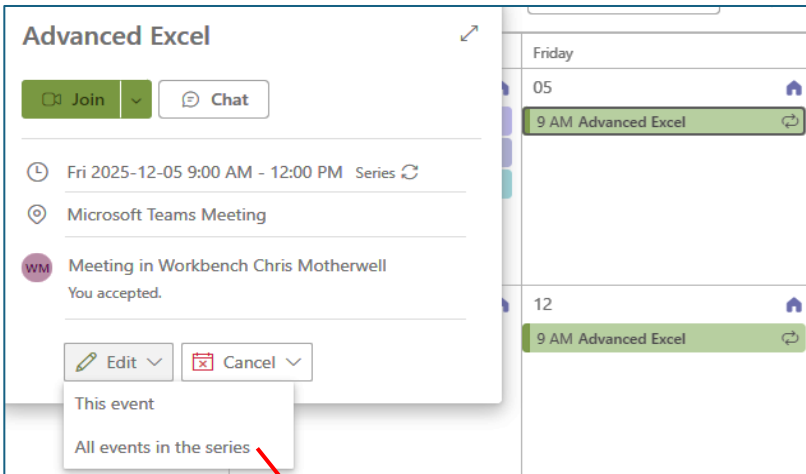 Advanced Excel
Join
Chat
Fri 2025-12-05 9:00 AM - 12:00 PM Series
Microsoft Teams Meeting
WM
Meeting in Workbench Chris Motherwell
You accepted.
Edit
Cancel
This event
All events in the series
Friday
05
9 AM Advanced Excel
12
9 AM Advanced Excel